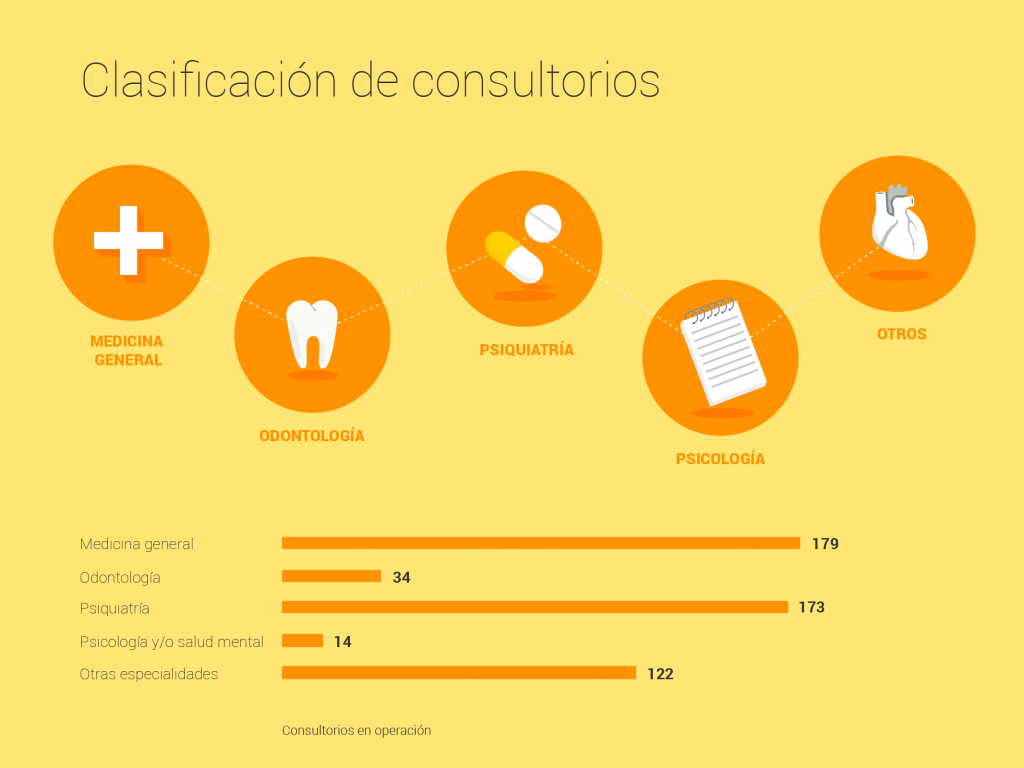 Clasificación de consultorios
MEDICINA
GENERAL
ODONTOLOGÍA
PSIQUIATRÍA
PSICOLOGÍA
OTROS
Medicina general 179
Odontología 34
Psiquiatría 173
Psicología y/o salud mental 14
Otras especialidades 122
Consultorios en operación